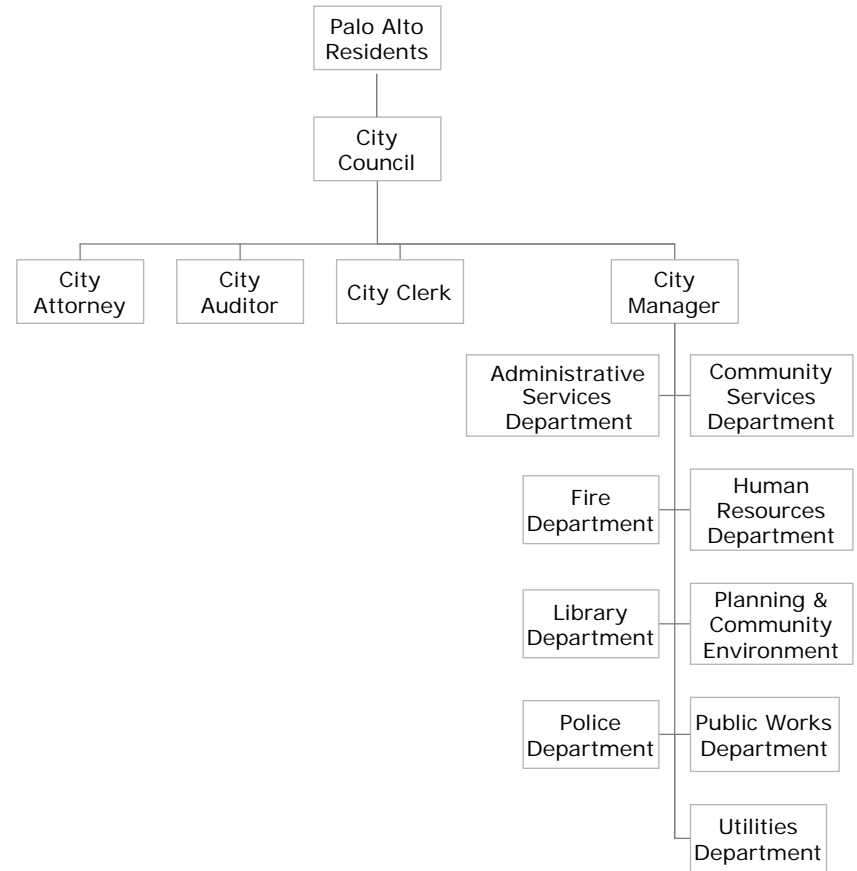 Palo Alto
Residents
City
Council
City
Attorney
City
Auditor
City Clerk
City
Manager
Administrative
Services
Department
Community
Services
Department
Fire
Department
Human
Resources
Department
Library
Department
Planning &
Community
Environment
Police
Department
Public Works
Department
Utilities
Department